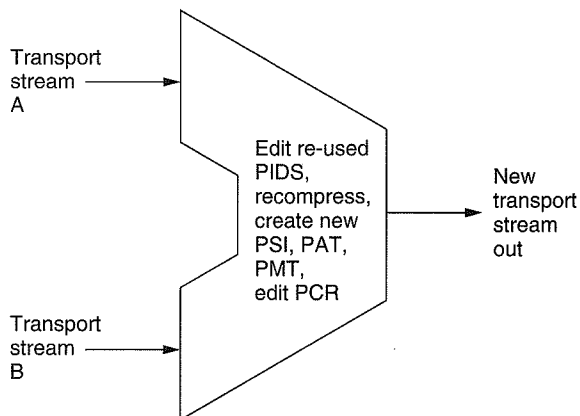 Transport
stream
A
Edit re-used
PIDS,
recompress,
create new
PSI, PAT,
PMT,
edit PCR
New
transport
stream
out
Transport
stream
B